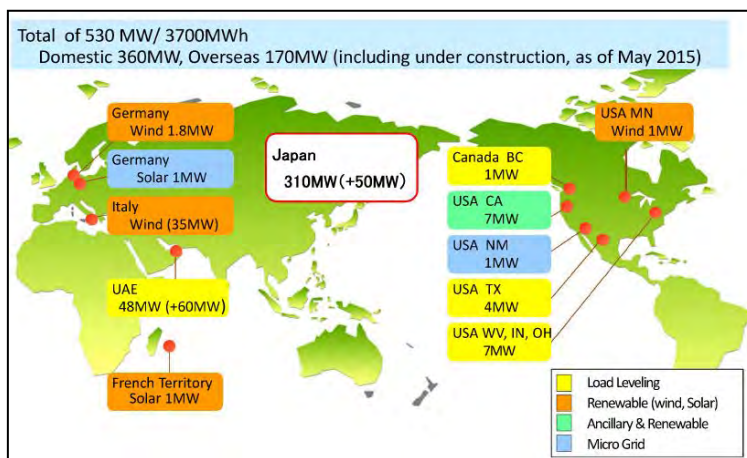 Total of 530 MW/ 3700MWh
Domestic 360MW, Overseas 170MW (including under construction, as of May 2015)
Germany
Wind 1.8MW
Germany
Solar 1MW
Italy
Wind (35MW)
UAE
48MW (+60MW)
French Territory
Solar 1MW
Japan
310MW(+50MW)
Canada BC
1MW
USA CA
7MW
USA NM
1MW
USA TX
4MW
USA WV, IN, OH
7MW
USA MN
Wind 1MW
Load Leveling
Renewable (wind, Solar)
Ancillary & Renewable
Micro Grid